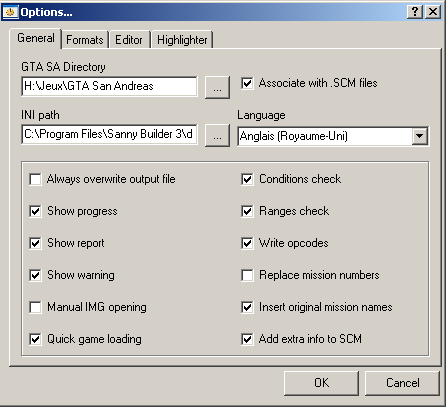 Options...
General Formats Editor Highlighter
GTA SA Directory
H:\Jeux\GTA San Andreas ... Associate with .SCM files
INI path Language
C:\Program Files\Sanny Builder 3\d ... Anglais (Royaume-Uni)
Always overwrite output file Conditions check
Show progress Ranges check
Show report Write opcodes
Show warning Replace mission numbers
Manual IMG opening Insert original mission names
Quick game loading Add extra info to SCM
OK Cancel